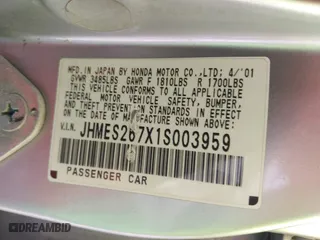 MFD. IN JAPAN BY HONDA MOTOR CO.,LTD: 4/'01
GVWR 3485LBS GAWR F 1810LBS R 1700LBS
THIS VEHICLE CONFORMS TO ALL APPLICABLE
FEDERAL MOTOR VEHICLE SAFETY, BUMPER,
AND THEFT PREVENTION STANDARDS IN
EFFECT ON THE DATE OF MANUFACTURE
SHOWN ABOVE.
V.I.N. JHMES267X1S003959
PASSENGER CAR
DREAMBID